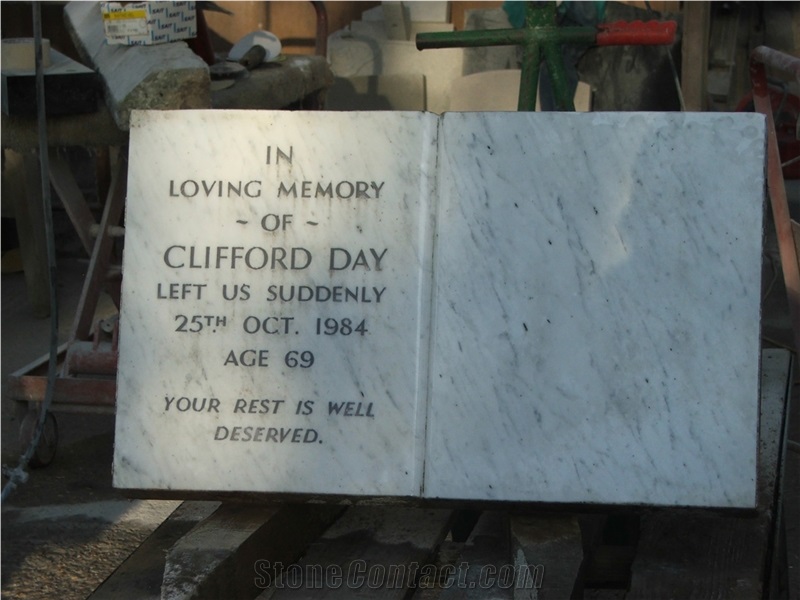 IN
LOVING MEMORY
~ OF ~
CLIFFORD DAY
LEFT US SUDDENLY
25TH. OCT. 1984
AGE 69
YOUR REST IS WELL
DESERVED.
StoneContact.com